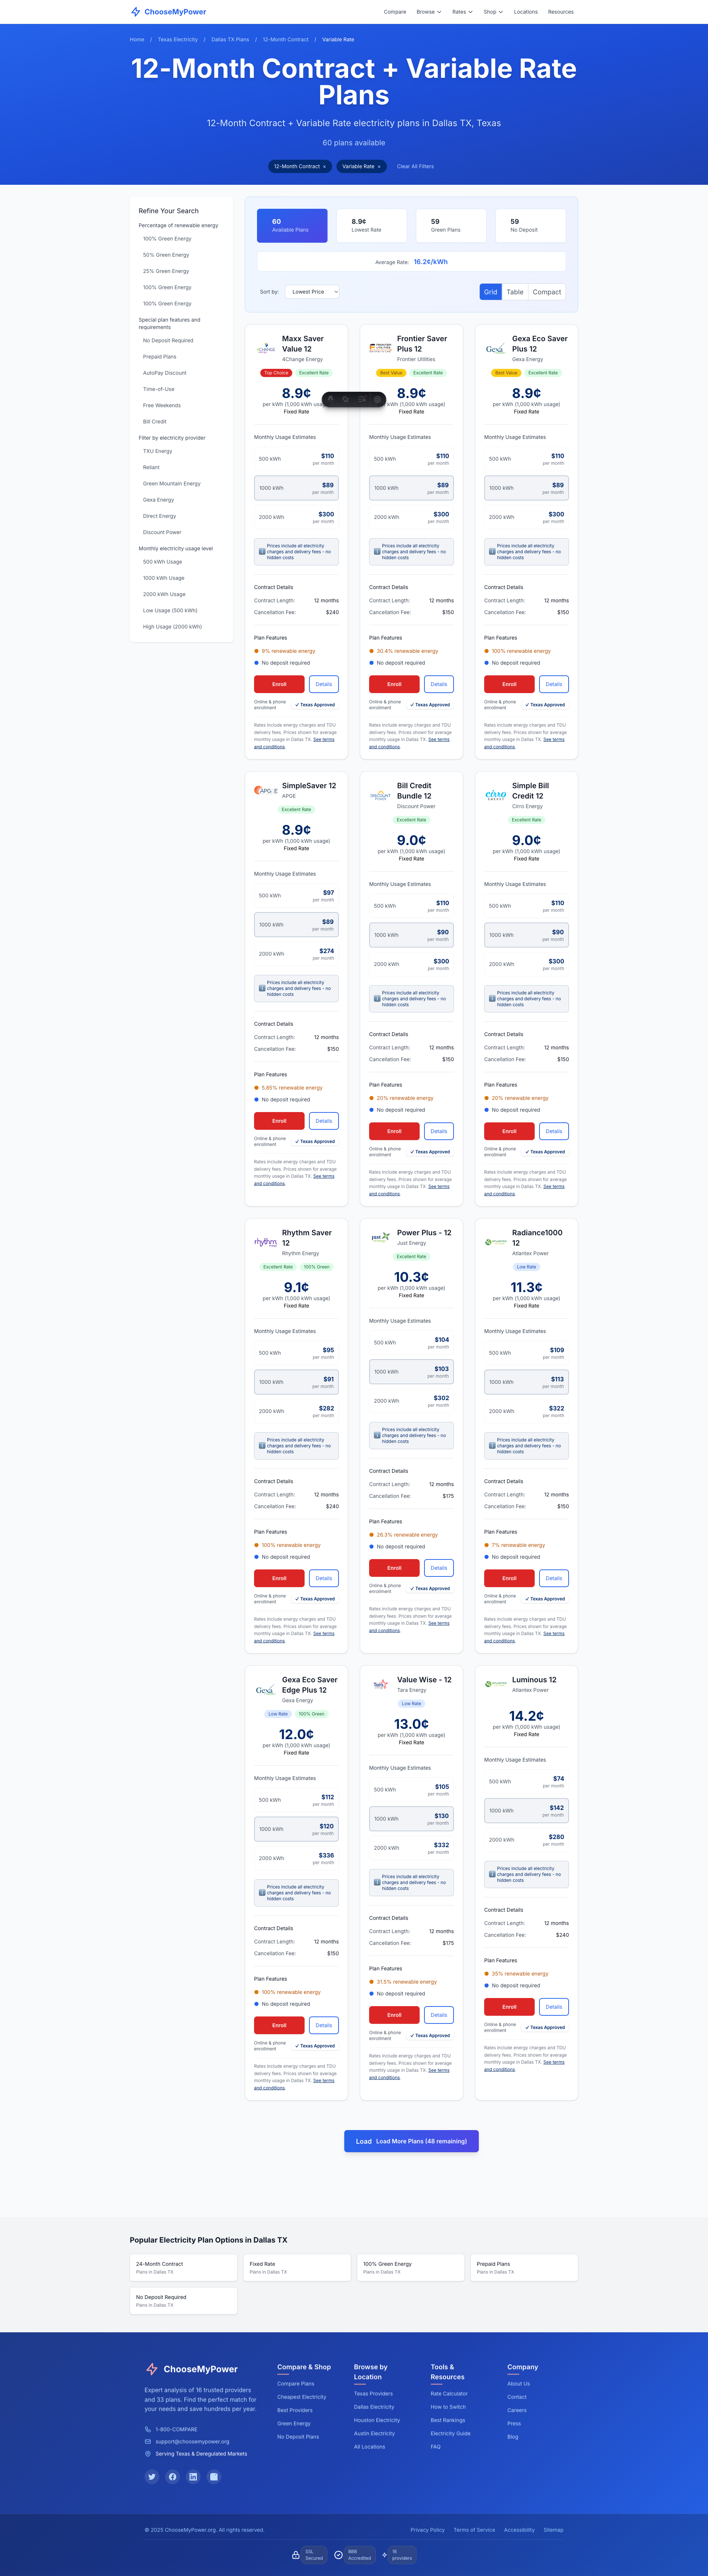 ChooseMyPower
Compare Browse Rates Shop Locations Resources
Home / Texas Electricity / Dallas TX Plans / 12-Month Contract / Variable Rate
12-Month Contract + Variable Rate
Plans
12-Month Contract + Variable Rate electricity plans in Dallas TX, Texas
60 plans available
12-Month Contract × Variable Rate × Clear All Filters
Refine Your Search
Percentage of renewable energy
100% Green Energy
50% Green Energy
25% Green Energy
100% Green Energy
100% Green Energy
Special plan features and
requirements
No Deposit Required
Prepaid Plans
AutoPay Discount
Time-of-Use
Free Weekends
Bill Credit
Filter by electricity provider
TXU Energy
Reliant
Green Mountain Energy
Gexa Energy
Direct Energy
Discount Power
Monthly electricity usage level
500 kWh Usage
1000 kWh Usage
2000 kWh Usage
Low Usage (500 kWh)
High Usage (2000 kWh)
60
Available Plans
8.9¢
Lowest Rate
59
Green Plans
59
No Deposit
Average Rate: 16.2¢/kWh
Sort by: Lowest Price
Grid Table Compact
Maxx Saver
Value 12
4Change Energy
Top Choice Excellent Rate
8.9¢
per kWh (1,000 kWh usage)
Fixed Rate
Monthly Usage Estimates
500 kWh $110
per month
1000 kWh $89
per month
2000 kWh $300
per month
Prices include all electricity
charges and delivery fees - no
hidden costs
Contract Details
Contract Length: 12 months
Cancellation Fee: $240
Plan Features
9% renewable energy
No deposit required
Enroll Details
Online & phone
enrollment
✓ Texas Approved
Rates include energy charges and TDU
delivery fees. Prices shown for average
monthly usage in Dallas TX. See terms
and conditions.
Frontier Saver
Plus 12
Frontier Utilities
Best Value Excellent Rate
8.9¢
per kWh (1,000 kWh usage)
Fixed Rate
Monthly Usage Estimates
500 kWh $110
per month
1000 kWh $89
per month
2000 kWh $300
per month
Prices include all electricity
charges and delivery fees - no
hidden costs
Contract Details
Contract Length: 12 months
Cancellation Fee: $150
Plan Features
30.4% renewable energy
No deposit required
Enroll Details
Online & phone
enrollment
✓ Texas Approved
Rates include energy charges and TDU
delivery fees. Prices shown for average
monthly usage in Dallas TX. See terms
and conditions.
Gexa Eco Saver
Plus 12
Gexa Energy
Best Value Excellent Rate
8.9¢
per kWh (1,000 kWh usage)
Fixed Rate
Monthly Usage Estimates
500 kWh $110
per month
1000 kWh $89
per month
2000 kWh $300
per month
Prices include all electricity
charges and delivery fees - no
hidden costs
Contract Details
Contract Length: 12 months
Cancellation Fee: $150
Plan Features
100% renewable energy
No deposit required
Enroll Details
Online & phone
enrollment
✓ Texas Approved
Rates include energy charges and TDU
delivery fees. Prices shown for average
monthly usage in Dallas TX. See terms
and conditions.
SimpleSaver 12
APGE
Excellent Rate
8.9¢
per kWh (1,000 kWh usage)
Fixed Rate
Monthly Usage Estimates
500 kWh $97
per month
1000 kWh $89
per month
2000 kWh $274
per month
Prices include all electricity
charges and delivery fees - no
hidden costs
Contract Details
Contract Length: 12 months
Cancellation Fee: $150
Plan Features
5.85% renewable energy
No deposit required
Enroll Details
Online & phone
enrollment
✓ Texas Approved
Rates include energy charges and TDU
delivery fees. Prices shown for average
monthly usage in Dallas TX. See terms
and conditions.
Bill Credit
Bundle 12
Discount Power
Excellent Rate
9.0¢
per kWh (1,000 kWh usage)
Fixed Rate
Monthly Usage Estimates
500 kWh $110
per month
1000 kWh $90
per month
2000 kWh $300
per month
Prices include all electricity
charges and delivery fees - no
hidden costs
Contract Details
Contract Length: 12 months
Cancellation Fee: $150
Plan Features
20% renewable energy
No deposit required
Enroll Details
Online & phone
enrollment
✓ Texas Approved
Rates include energy charges and TDU
delivery fees. Prices shown for average
monthly usage in Dallas TX. See terms
and conditions.
Simple Bill
Credit 12
Cirro Energy
Excellent Rate
9.0¢
per kWh (1,000 kWh usage)
Fixed Rate
Monthly Usage Estimates
500 kWh $110
per month
1000 kWh $90
per month
2000 kWh $300
per month
Prices include all electricity
charges and delivery fees - no
hidden costs
Contract Details
Contract Length: 12 months
Cancellation Fee: $150
Plan Features
20% renewable energy
No deposit required
Enroll Details
Online & phone
enrollment
✓ Texas Approved
Rates include energy charges and TDU
delivery fees. Prices shown for average
monthly usage in Dallas TX. See terms
and conditions.
Rhythm Saver
12
Rhythm Energy
Excellent Rate 100% Green
9.1¢
per kWh (1,000 kWh usage)
Fixed Rate
Monthly Usage Estimates
500 kWh $95
per month
1000 kWh $91
per month
2000 kWh $282
per month
Prices include all electricity
charges and delivery fees - no
hidden costs
Contract Details
Contract Length: 12 months
Cancellation Fee: $240
Plan Features
100% renewable energy
No deposit required
Enroll Details
Online & phone
enrollment
✓ Texas Approved
Rates include energy charges and TDU
delivery fees. Prices shown for average
monthly usage in Dallas TX. See terms
and conditions.
Power Plus - 12
Just Energy
Excellent Rate
10.3¢
per kWh (1,000 kWh usage)
Fixed Rate
Monthly Usage Estimates
500 kWh $104
per month
1000 kWh $103
per month
2000 kWh $302
per month
Prices include all electricity
charges and delivery fees - no
hidden costs
Contract Details
Contract Length: 12 months
Cancellation Fee: $175
Plan Features
26.3% renewable energy
No deposit required
Enroll Details
Online & phone
enrollment
✓ Texas Approved
Rates include energy charges and TDU
delivery fees. Prices shown for average
monthly usage in Dallas TX. See terms
and conditions.
Radiance1000
12
Atlantex Power
Low Rate
11.3¢
per kWh (1,000 kWh usage)
Fixed Rate
Monthly Usage Estimates
500 kWh $109
per month
1000 kWh $113
per month
2000 kWh $322
per month
Prices include all electricity
charges and delivery fees - no
hidden costs
Contract Details
Contract Length: 12 months
Cancellation Fee: $150
Plan Features
7% renewable energy
No deposit required
Enroll Details
Online & phone
enrollment
✓ Texas Approved
Rates include energy charges and TDU
delivery fees. Prices shown for average
monthly usage in Dallas TX. See terms
and conditions.
Gexa Eco Saver
Edge Plus 12
Gexa Energy
Low Rate 100% Green
12.0¢
per kWh (1,000 kWh usage)
Fixed Rate
Monthly Usage Estimates
500 kWh $112
per month
1000 kWh $120
per month
2000 kWh $336
per month
Prices include all electricity
charges and delivery fees - no
hidden costs
Contract Details
Contract Length: 12 months
Cancellation Fee: $150
Plan Features
100% renewable energy
No deposit required
Enroll Details
Online & phone
enrollment
✓ Texas Approved
Rates include energy charges and TDU
delivery fees. Prices shown for average
monthly usage in Dallas TX. See terms
and conditions.
Value Wise - 12
Tara Energy
Low Rate
13.0¢
per kWh (1,000 kWh usage)
Fixed Rate
Monthly Usage Estimates
500 kWh $105
per month
1000 kWh $130
per month
2000 kWh $332
per month
Prices include all electricity
charges and delivery fees - no
hidden costs
Contract Details
Contract Length: 12 months
Cancellation Fee: $175
Plan Features
31.5% renewable energy
No deposit required
Enroll Details
Online & phone
enrollment
✓ Texas Approved
Rates include energy charges and TDU
delivery fees. Prices shown for average
monthly usage in Dallas TX. See terms
and conditions.
Luminous 12
Atlantex Power
14.2¢
per kWh (1,000 kWh usage)
Fixed Rate
Monthly Usage Estimates
500 kWh $74
per month
1000 kWh $142
per month
2000 kWh $280
per month
Prices include all electricity
charges and delivery fees - no
hidden costs
Contract Details
Contract Length: 12 months
Cancellation Fee: $240
Plan Features
35% renewable energy
No deposit required
Enroll Details
Online & phone
enrollment
✓ Texas Approved
Rates include energy charges and TDU
delivery fees. Prices shown for average
monthly usage in Dallas TX. See terms
and conditions.
Load Load More Plans (48 remaining)
Popular Electricity Plan Options in Dallas TX
24-Month Contract
Plans in Dallas TX
Fixed Rate
Plans in Dallas TX
100% Green Energy
Plans in Dallas TX
Prepaid Plans
Plans in Dallas TX
No Deposit Required
Plans in Dallas TX
ChooseMyPower
Expert analysis of 16 trusted providers
and 33 plans. Find the perfect match for
your needs and save hundreds per year.
1-800-COMPARE
support@choosemypower.org
Serving Texas & Deregulated Markets
Compare & Shop
Compare Plans
Cheapest Electricity
Best Providers
Green Energy
No Deposit Plans
Browse by
Location
Texas Providers
Dallas Electricity
Houston Electricity
Austin Electricity
All Locations
Tools &
Resources
Rate Calculator
How to Switch
Best Rankings
Electricity Guide
FAQ
Company
About Us
Contact
Careers
Press
Blog
© 2025 ChooseMyPower.org. All rights reserved.
Privacy Policy Terms of Service Accessibility Sitemap
SSL
Secured
BBB
Accredited
16
providers